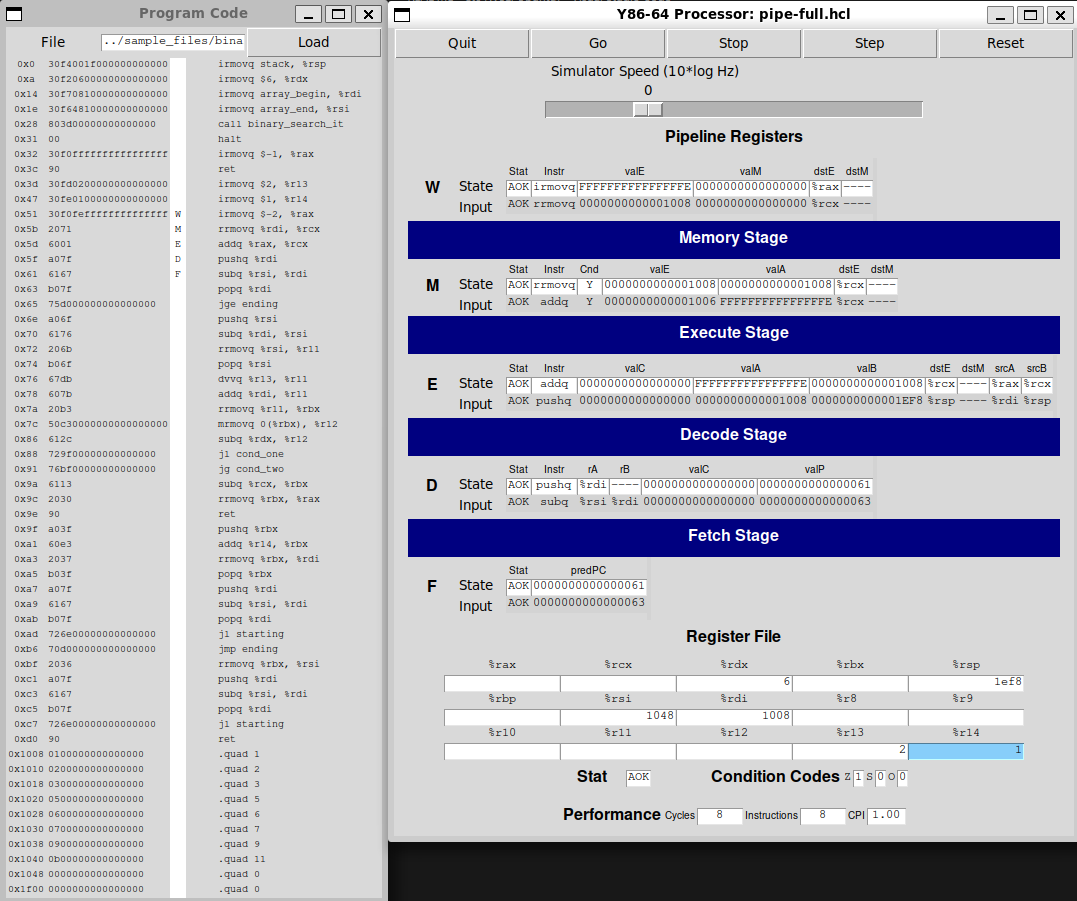 Program Code
File ../sample_files/bina Load
0x0 30f4001f000000000000 irmovq stack, %rsp
0xa 30f20600000000000000 irmovq $6, %rdx
0x14 30f70810000000000000 irmovq array_begin, %rdi
0x1e 30f64810000000000000 irmovq array_end, %rsi
0x28 803d00000000000000 call binary_search_it
0x31 00 halt
0x32 30f0ffffffffffffffff irmovq $-1, %rax
0x3c 90 ret
0x3d 30fd0200000000000000 irmovq $2, %r13
0x47 30fe0100000000000000 irmovq $1, %r14
0x51 30f0feffffffffffffff W irmovq $-2, %rax
0x5b 2071 M rrmovq %rdi, %rcx
0x5d 6001 E addq %rax, %rcx
0x5f a07f D pushq %rdi
0x61 6167 F subq %rsi, %rdi
0x63 b07f popq %rdi
0x65 75d000000000000000 jge ending
0x6e a06f pushq %rsi
0x70 6176 subq %rdi, %rsi
0x72 206b rrmovq %rsi, %r11
0x74 b06f popq %rsi
0x76 67db dvvq %r13, %r11
0x78 607b addq %rdi, %r11
0x7a 20b3 rrmovq %r11, %rbx
0x7c 50c30000000000000000 mrmovq 0(%rbx), %r12
0x86 612c subq %rdx, %r12
0x88 729f00000000000000 jl cond_one
0x91 76bf00000000000000 jg cond_two
0x9a 6113 subq %rcx, %rbx
0x9c 2030 rrmovq %rbx, %rax
0x9e 90 ret
0x9f a03f pushq %rbx
0xa1 60e3 addq %r14, %rbx
0xa3 2037 rrmovq %rbx, %rdi
0xa5 b03f popq %rbx
0xa7 a07f pushq %rdi
0xa9 6167 subq %rsi, %rdi
0xab b07f popq %rdi
0xad 726e00000000000000 jl starting
0xb6 70d000000000000000 jmp ending
0xbf 2036 rrmovq %rbx, %rsi
0xc1 a07f pushq %rdi
0xc3 6167 subq %rsi, %rdi
0xc5 b07f popq %rdi
0xc7 726e00000000000000 jl starting
0xd0 90 ret
0x1008 0100000000000000 .quad 1
0x1010 0200000000000000 .quad 2
0x1018 0300000000000000 .quad 3
0x1020 0500000000000000 .quad 5
0x1028 0600000000000000 .quad 6
0x1030 0700000000000000 .quad 7
0x1038 0900000000000000 .quad 9
0x1040 0b00000000000000 .quad 11
0x1048 0000000000000000 .quad 0
0x1f00 0000000000000000 .quad 0
Y86-64 Processor: pipe-full.hcl
Quit Go Stop Step Reset
Simulator Speed (10*log Hz)
0
Pipeline Registers
Stat Instr valE valM dstE dstM
W State AOK irmovq FFFFFFFFFFFFFFFE 0000000000000000 %rax ----
Input AOK rrmovq 0000000000001008 0000000000000000 %rcx ----
Memory Stage
Stat Instr Cnd valE valA dstE dstM
M State AOK rrmovq Y 0000000000001008 0000000000001008 %rcx ----
Input AOK addq Y 0000000000001006 FFFFFFFFFFFFFFFE %rcx ----
Execute Stage
Stat Instr valC valA valB dstE dstM srcA srcB
E State AOK addq 0000000000000000 FFFFFFFFFFFFFFFE 0000000000001008 %rcx ---- %rax %rcx
Input AOK pushq 0000000000000000 0000000000001008 0000000000001EF8 %rsp ---- %rdi %rsp
Decode Stage
Stat Instr rA rB valC valP
D State AOK pushq %rdi ---- 0000000000000000 0000000000000061
Input AOK subq %rsi %rdi 0000000000000000 0000000000000063
Fetch Stage
Stat predPC
F State AOK 0000000000000061
Input AOK 0000000000000063
Register File
%rax %rcx %rdx %rbx %rsp
6 1ef8
%rbp %rsi %rdi %r8 %r9
1048 1008
%r10 %r11 %r12 %r13 %r14
2 1
Stat AOK Condition Codes Z 1 S 0 O 0
Performance Cycles 8 Instructions 8 CPI 1.00